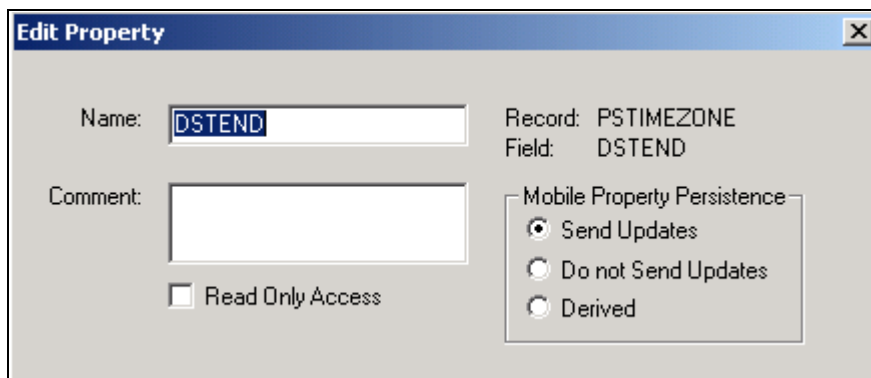 Edit Property
Name: DSTEND
Record: PSTIMEZONE
Field: DSTEND
Comment:
Mobile Property Persistence
Send Updates
Do not Send Updates
Derived
Read Only Access